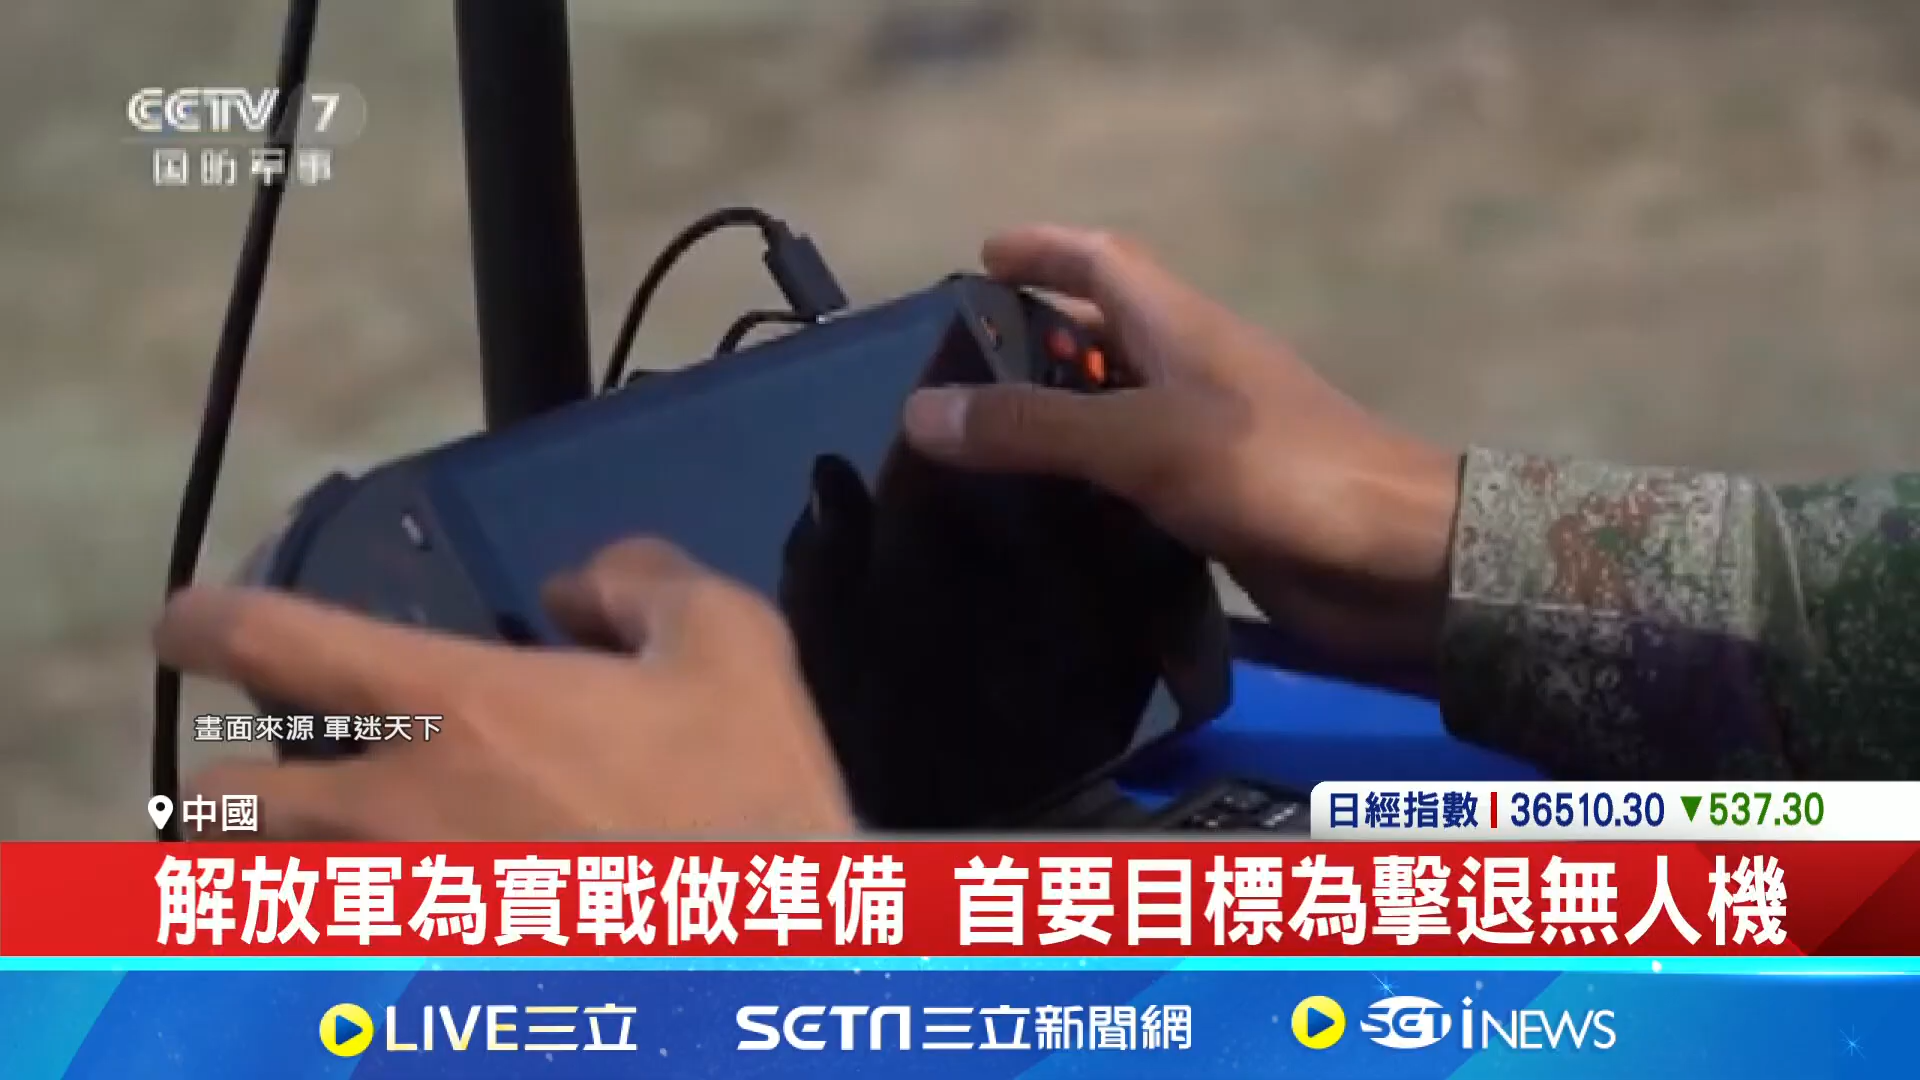 CCTV 7
国防军事
畫面來源 軍迷天下
中國
日經指數 36510.30 ▼537.30
解放軍為實戰做準備 首要目標為擊退無人機
LIVE三立 SETN三立新聞網 SET iNEWS